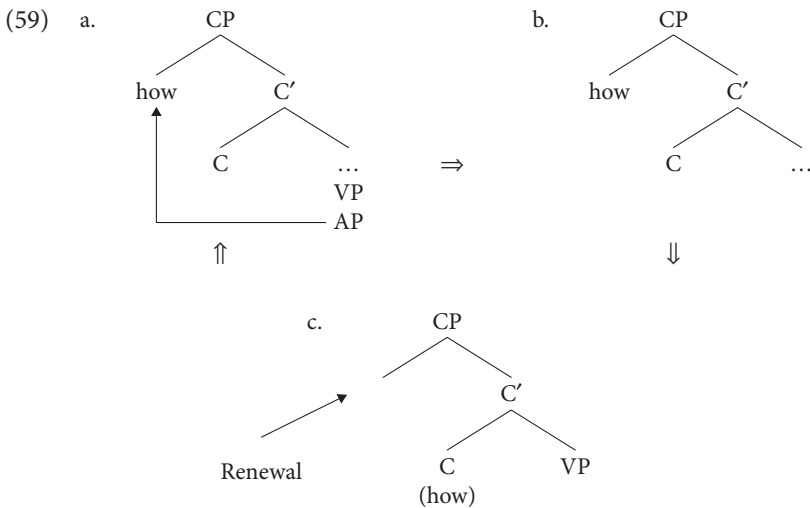 (59) a. CP b. CP
how C′ how C′
C … ⇒ C …
VP
AP
⇑ ⇓
c. CP
C′
Renewal C VP
(how)